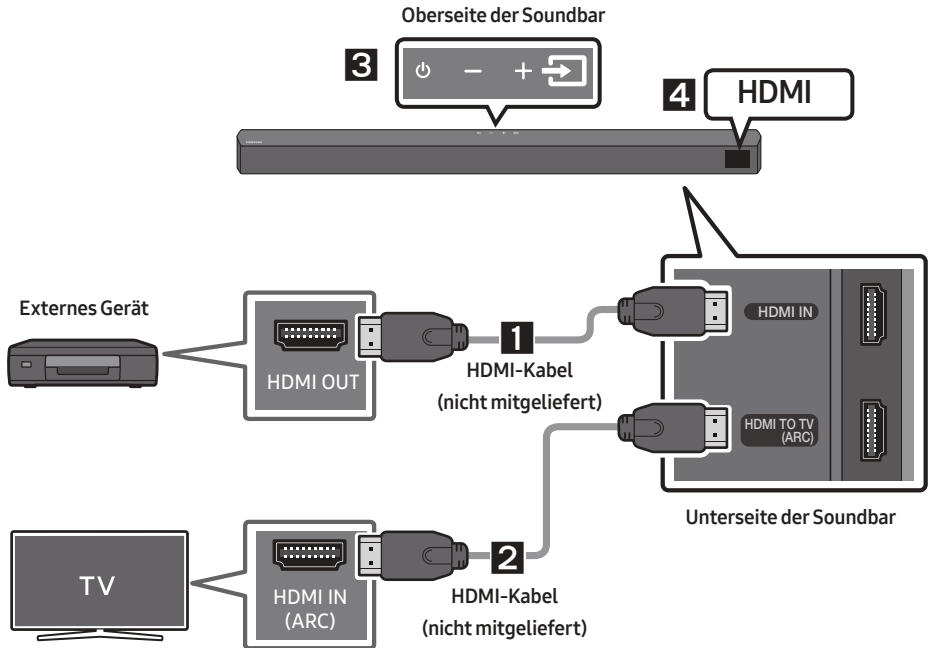 Oberseite der Soundbar
3
4
HDMI
Externes Gerät
HDMI OUT
1
HDMI-Kabel
(nicht mitgeliefert)
HDMI IN
HDMI TO TV
(ARC)
Unterseite der Soundbar
TV
HDMI IN
(ARC)
2
HDMI-Kabel
(nicht mitgeliefert)